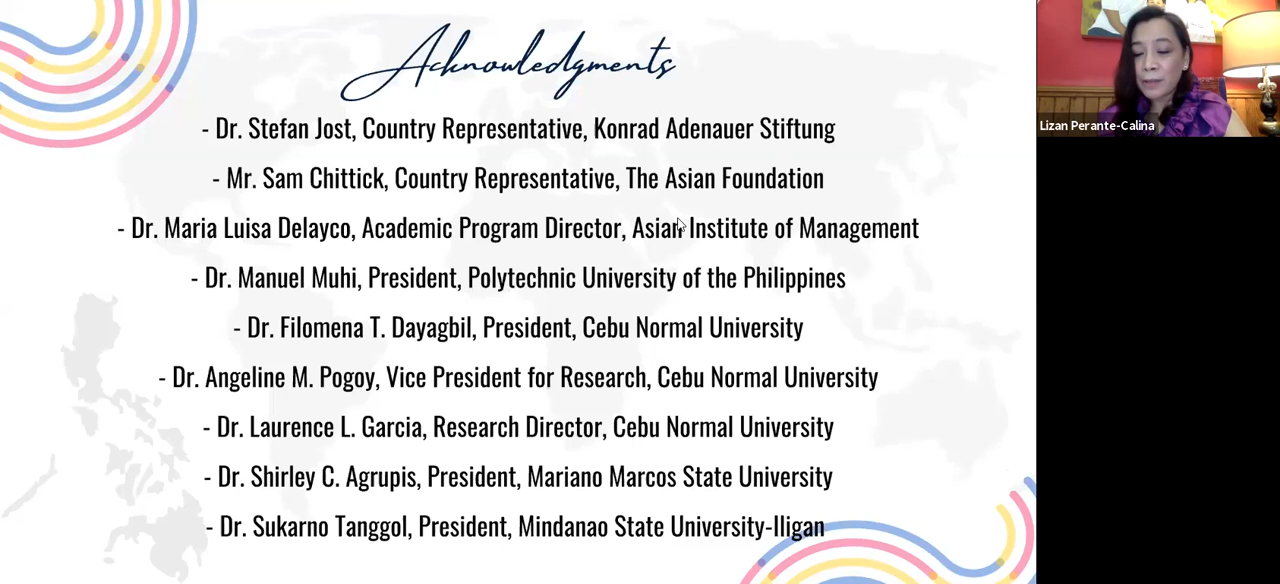 Acknowledgments
- Dr. Stefan Jost, Country Representative, Konrad Adenauer Stiftung
- Mr. Sam Chittick, Country Representative, The Asian Foundation
- Dr. Maria Luisa Delayco, Academic Program Director, Asian Institute of Management
- Dr. Manuel Muhi, President, Polytechnic University of the Philippines
- Dr. Filomena T. Dayagbil, President, Cebu Normal University
- Dr. Angeline M. Pogoy, Vice President for Research, Cebu Normal University
- Dr. Laurence L. Garcia, Research Director, Cebu Normal University
- Dr. Shirley C. Agrupis, President, Mariano Marcos State University
- Dr. Sukarno Tanggol, President, Mindanao State University-Iligan
Lizan Perante-Calina